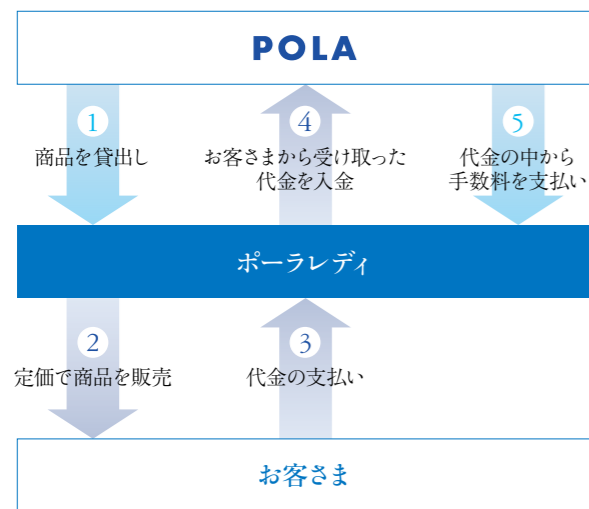 POLA
1
商品を貸出し
4
お客さまから受け取った
代金を入金
5
代金の中から
手数料を支払い
ポーラレディ
2
定価で商品を販売
3
代金の支払い
お客さま